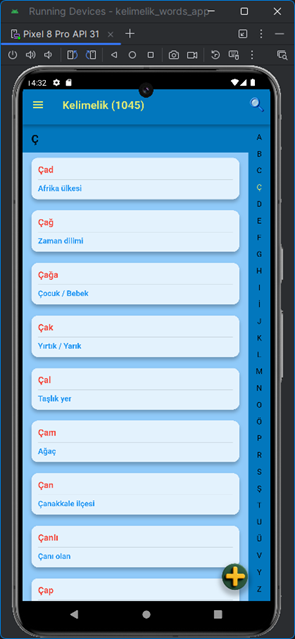 Running Devices - kelimelik_words_app
Pixel 8 Pro API 31
14:32
Kelimelik (1045)
Ç
Çad
Afrika ülkesi
Çağ
Zaman dilimi
Çağa
Çocuk / Bebek
Çak
Yırtık / Yarık
Çal
Taşlık yer
Çam
Ağaç
Çan
Çanakkale ilçesi
Çanlı
Çanı olan
Çap
A
B
C
Ç
D
E
F
G
H
I
İ
J
K
L
M
N
O
Ö
P
R
S
Ş
T
U
Ü
V
Y
Z